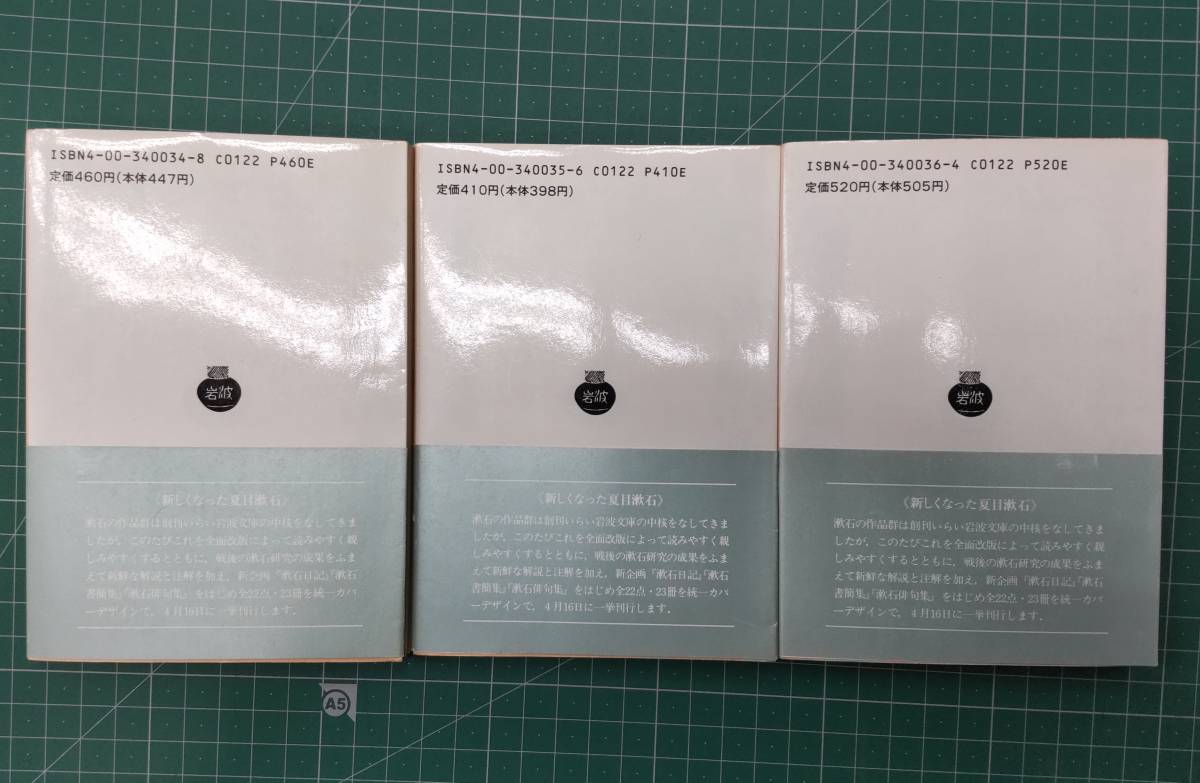 ISBN4-00-340034-8 C0122 P460E
定価460円(本体447円)
岩波
《新しくなった夏目漱石》
漱石の作品群は創刊いらい岩波文庫の中核をなしてきま
したが，このたびこれを全面改版によって読みやすく親
しみやすくするとともに，戦後の漱石研究の成果をふま
えて新鮮な解説と注解を加え，新企画『漱石日記』『漱石
書簡集』『漱石俳句集』をはじめ全22点・23冊を統一カバ
ーデザインで，4月16日に一挙刊行します．
ISBN4-00-340035-6 C0122 P410E
定価410円(本体398円)
岩波
《新しくなった夏目漱石》
漱石の作品群は創刊いらい岩波文庫の中核をなしてきま
したが，このたびこれを全面改版によって読みやすく親
しみやすくするとともに，戦後の漱石研究の成果をふま
えて新鮮な解説と注解を加え，新企画『漱石日記』『漱石
書簡集』『漱石俳句集』をはじめ全22点・23冊を統一カバ
ーデザインで，4月16日に一挙刊行します．
ISBN4-00-340036-4 C0122 P520E
定価520円(本体505円)
岩波
《新しくなった夏目漱石》
漱石の作品群は創刊いらい岩波文庫の中核をなしてきま
したが，このたびこれを全面改版によって読みやすく親
しみやすくするとともに，戦後の漱石研究の成果をふま
えて新鮮な解説と注解を加え，新企画『漱石日記』『漱石
書簡集』『漱石俳句集』をはじめ全22点・23冊を統一カバ
ーデザインで，4月16日に一挙刊行します．
A5